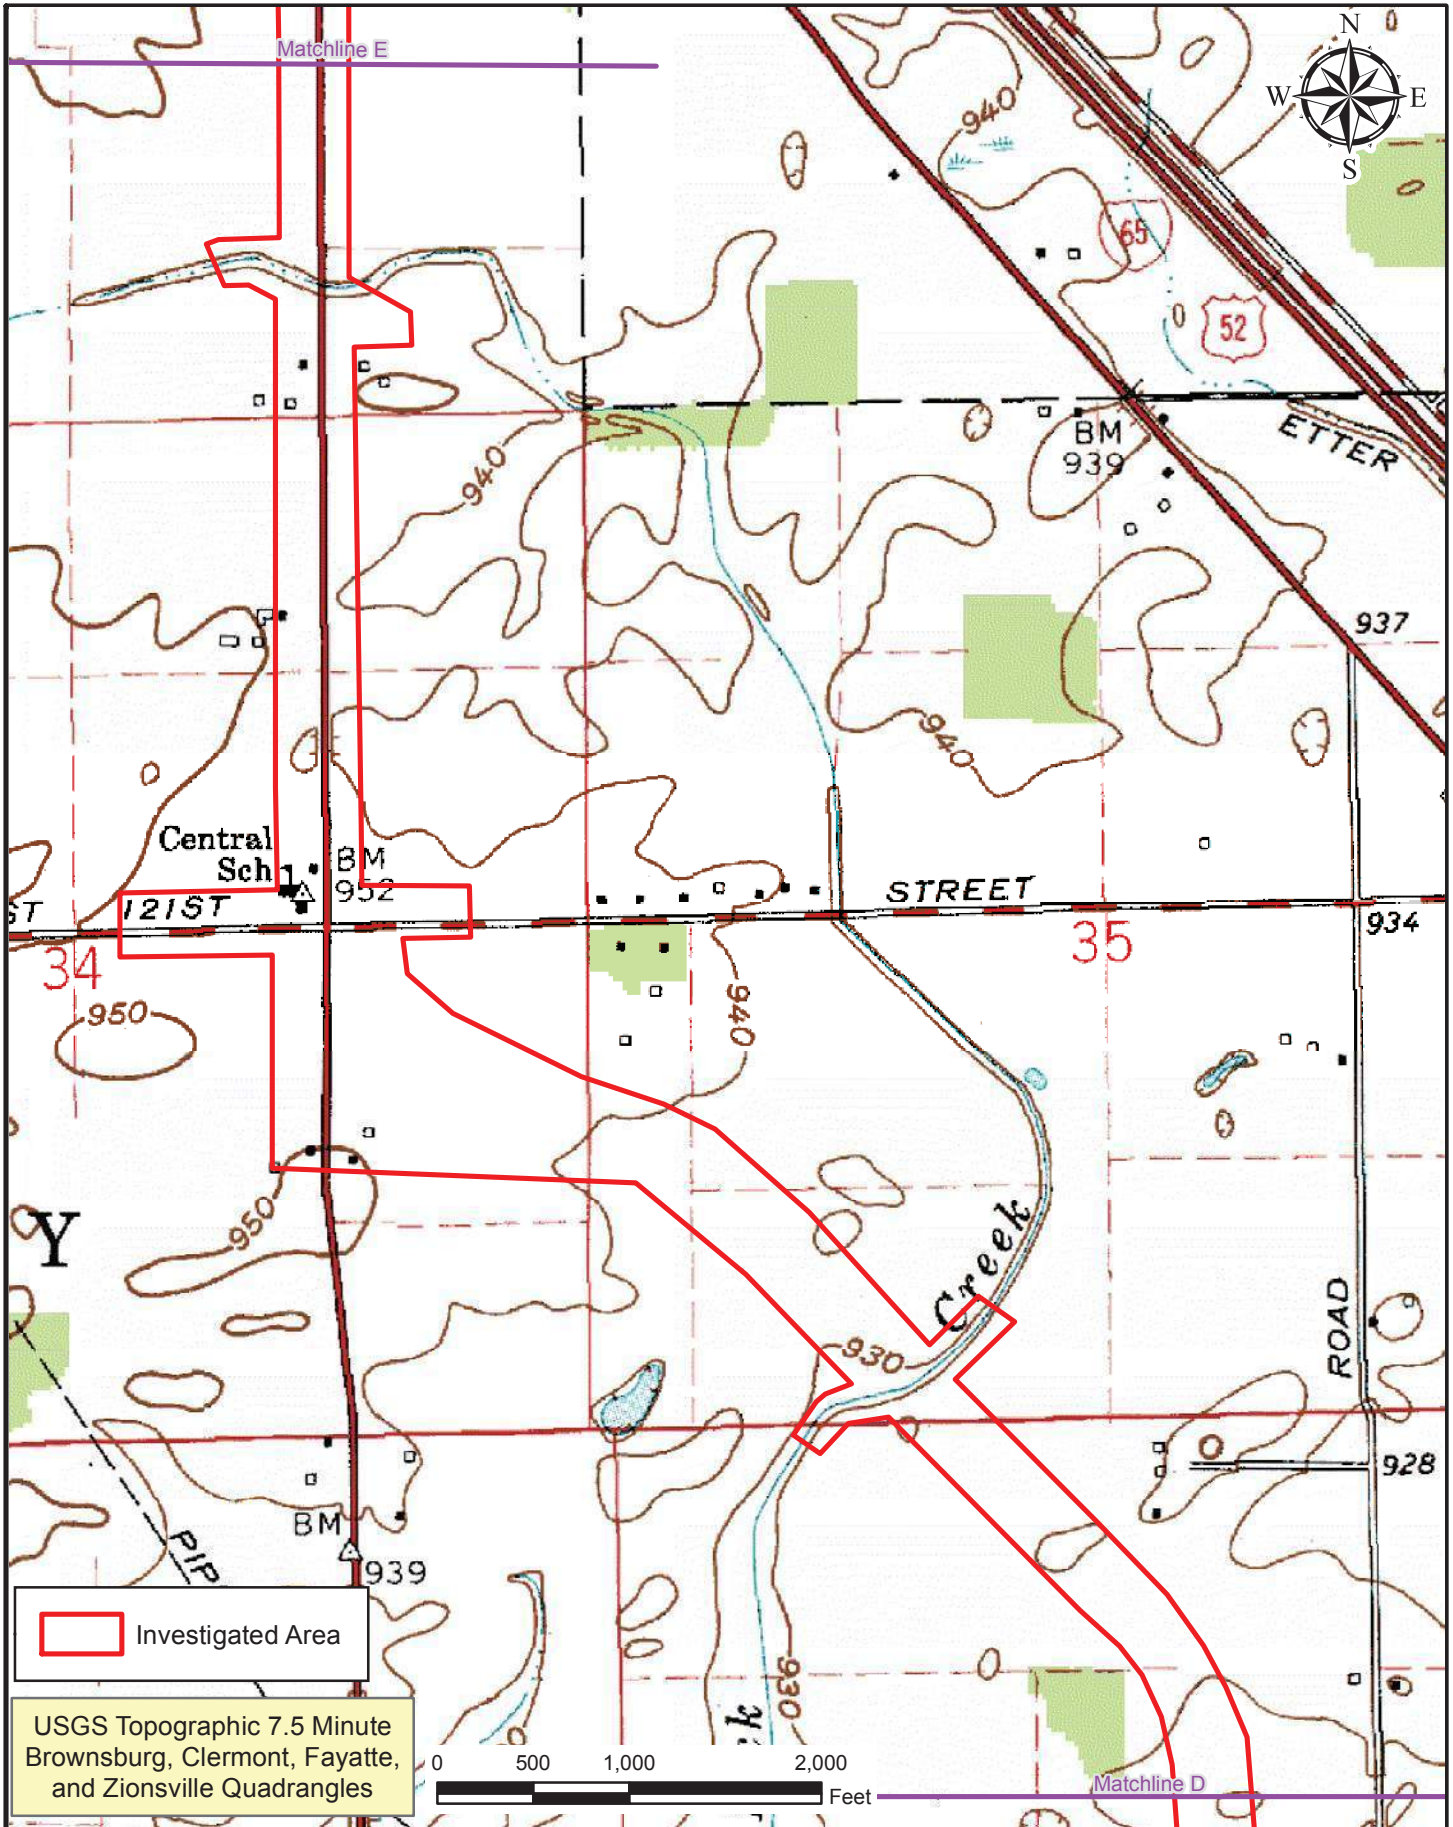 Matchline E
N
W E
S
940
65
52
BM
939
ETTER
940
937
940
Central
Sch
BM
952
ST
121ST
STREET
934
34
35
950
940
950
Y
Creek
930
ROAD
928
BM
939
PIP
930
Investigated Area
USGS Topographic 7.5 Minute
Brownsburg, Clermont, Fayatte,
and Zionsville Quadrangles
0 500 1,000 2,000
Feet
Matchline D